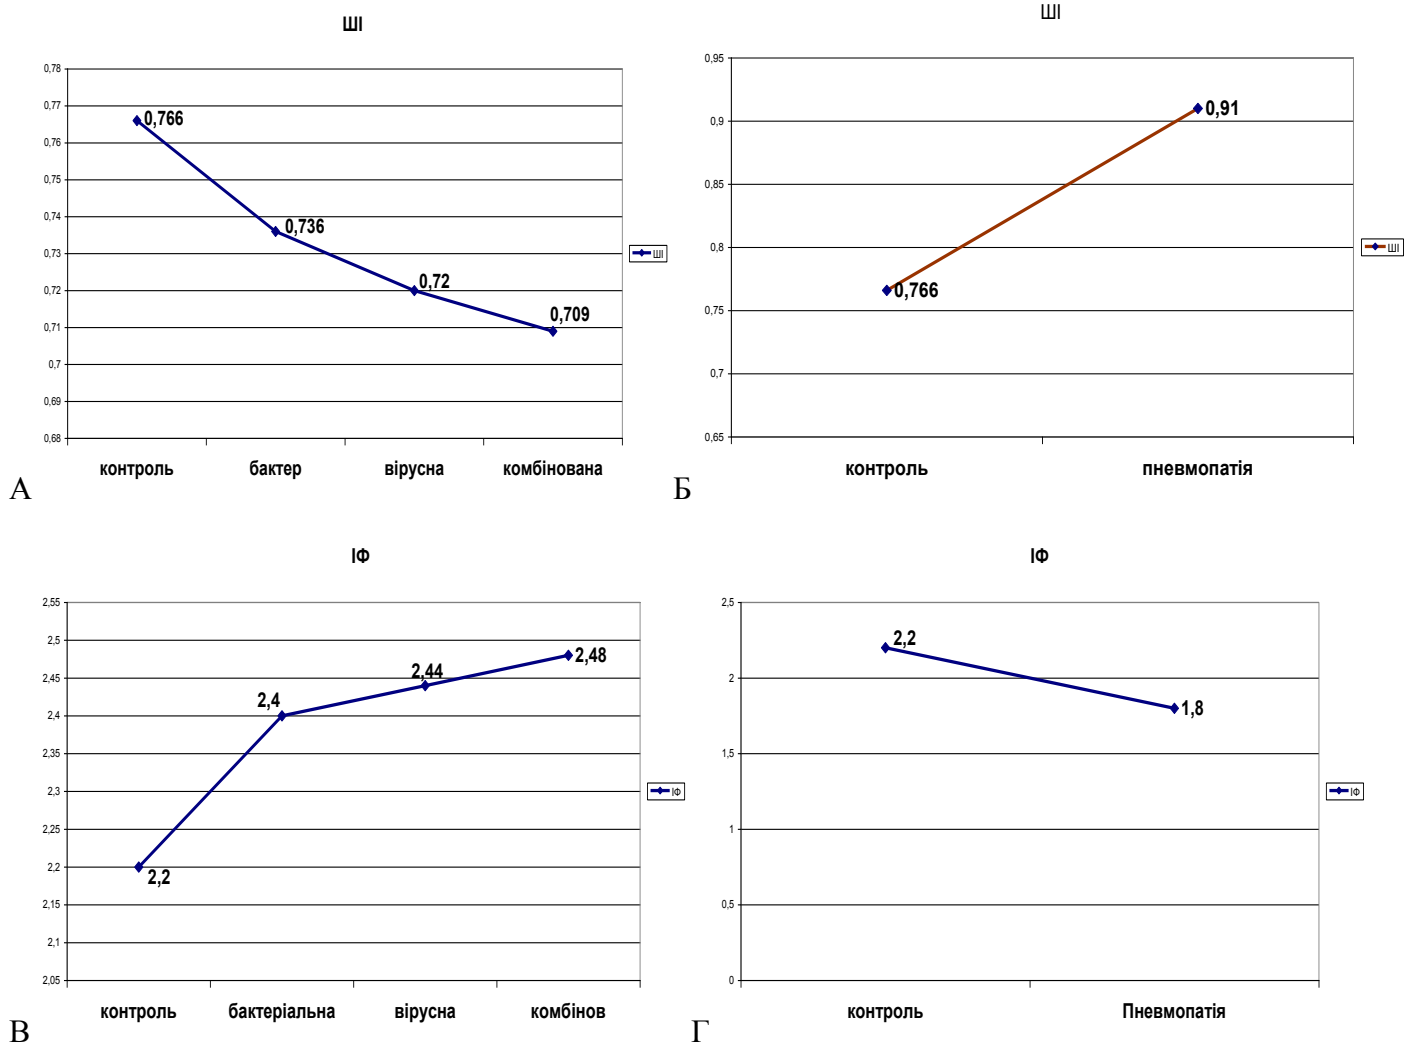 ШІ
0,78
0,77
0,76
0,75
0,74
0,73
0,72
0,71
0,7
0,69
0,68
0,766
0,736
0,72
0,709
контроль бактер вірусна комбінована
ШІ
А
ШІ
0,95
0,9
0,85
0,8
0,75
0,7
0,65
0,91
0,766
контроль пневмопатія
ШІ
Б
ІФ
2,55
2,5
2,45
2,4
2,35
2,3
2,25
2,2
2,15
2,1
2,05
2,2
2,4
2,44
2,48
контроль бактеріальна вірусна комбінов
ІФ
В
ІФ
2,5
2
1,5
1
0,5
0
2,2
1,8
контроль Пневмопатія
ІФ
Г